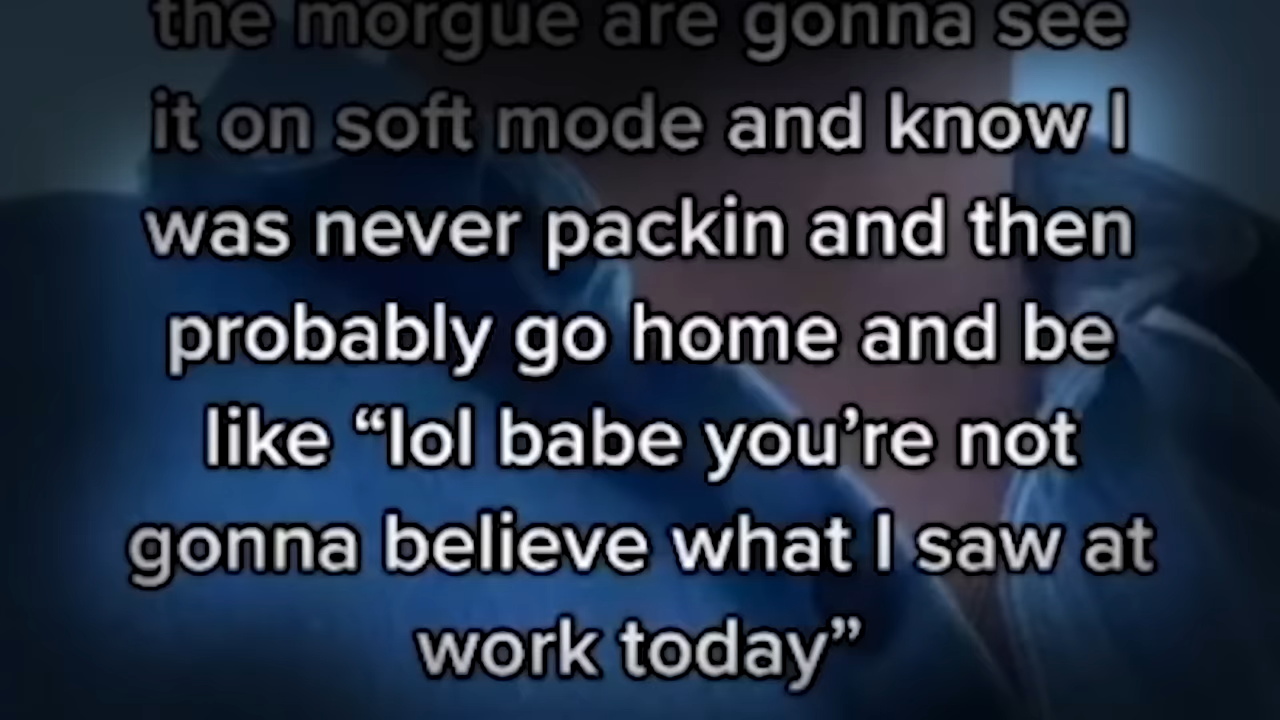 the morgue are gonna see
it on soft mode and know I
was never packin and then
probably go home and be
like “lol babe you’re not
gonna believe what I saw at
work today”